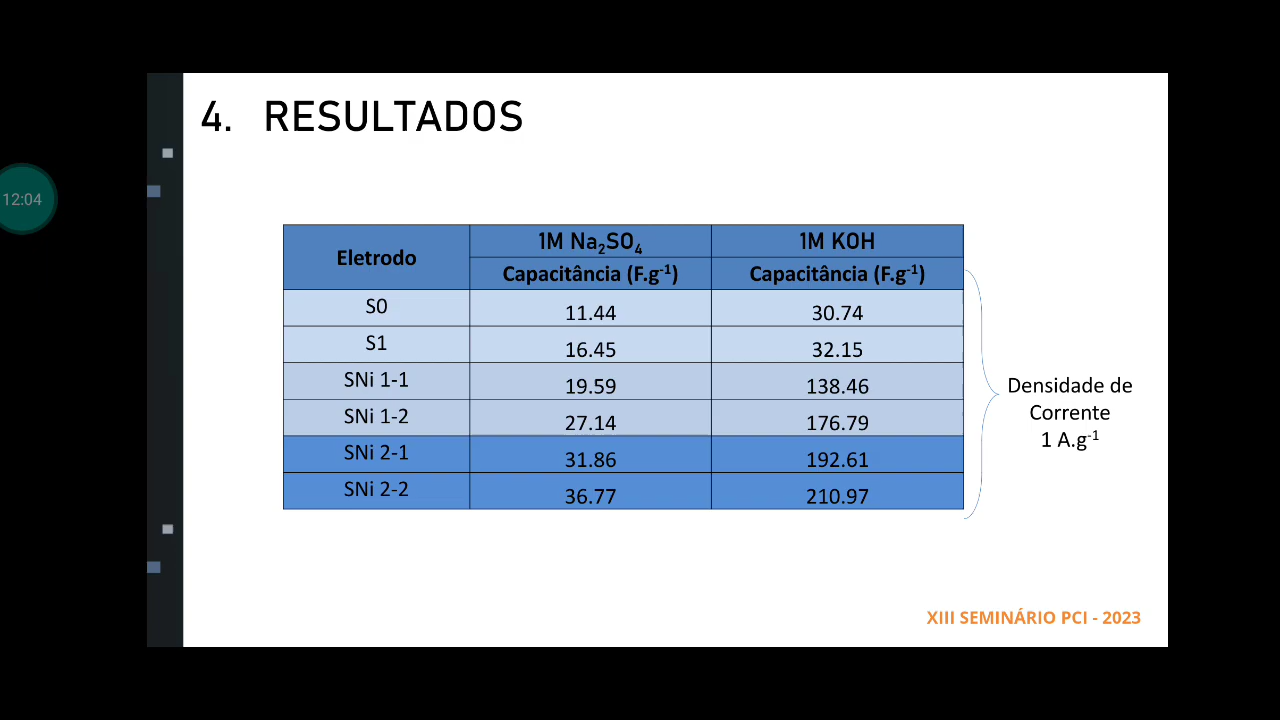 4. RESULTADOS
12:04
Eletrodo
1M Na₂SO₄
1M KOH
Capacitância (F.g⁻¹)
Capacitância (F.g⁻¹)
S0 11.44 30.74
S1 16.45 32.15
SNi 1-1 19.59 138.46
SNi 1-2 27.14 176.79
SNi 2-1 31.86 192.61
SNi 2-2 36.77 210.97
Densidade de
Corrente
1 A.g⁻¹
XIII SEMINÁRIO PCI - 2023